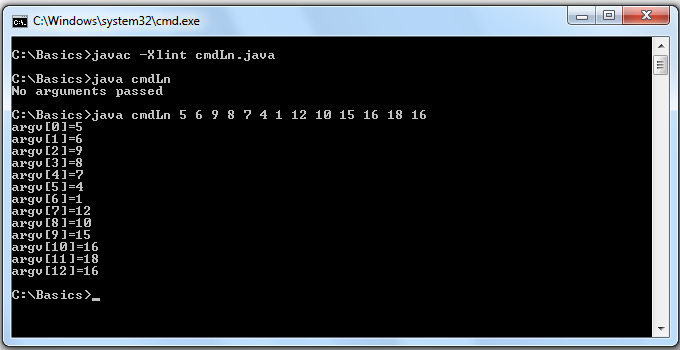 C:\Windows\system32\cmd.exe
C:\Basics>javac -Xlint cmdLn.java
C:\Basics>java cmdLn
No arguments passed
C:\Basics>java cmdLn 5 6 9 8 7 4 1 12 10 15 16 18 16
argv[0]=5
argv[1]=6
argv[2]=9
argv[3]=8
argv[4]=7
argv[5]=4
argv[6]=1
argv[7]=12
argv[8]=10
argv[9]=15
argv[10]=16
argv[11]=18
argv[12]=16
C:\Basics>_